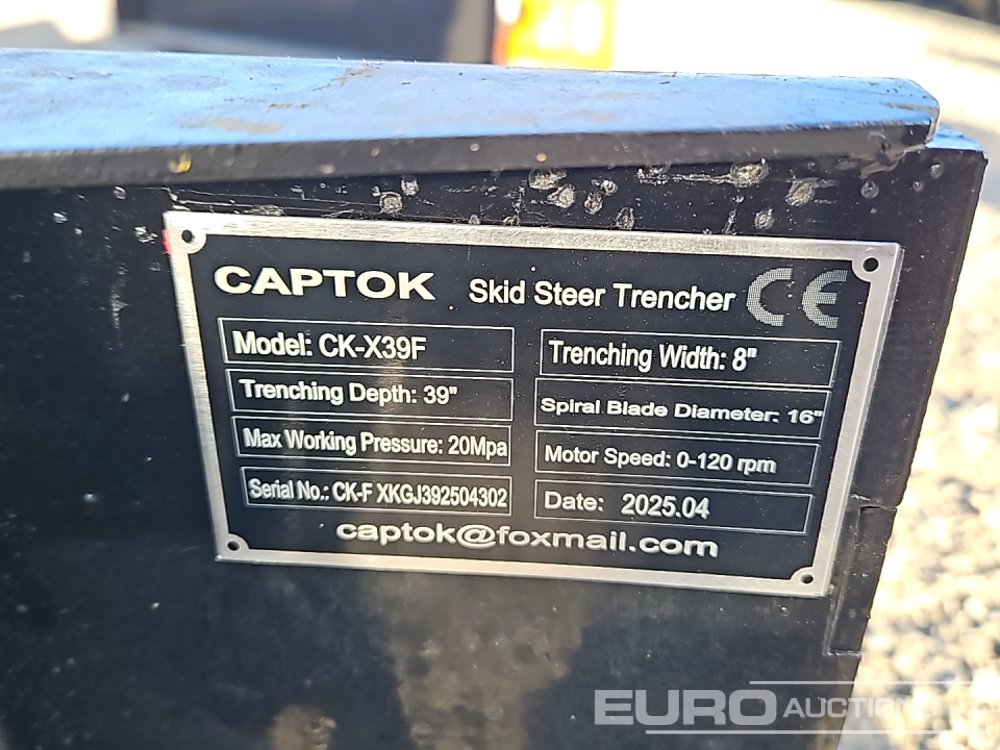 CAPTOK Skid Steer Trencher CE
Model: CK-X39F
Trenching Width: 8"
Trenching Depth: 39"
Spiral Blade Diameter: 16"
Max Working Pressure: 20Mpa
Motor Speed: 0-120 rpm
Serial No.: CK-F XKGJ392504302
Date: 2025.04
captok@foxmail.com
EURO AUCTIONS